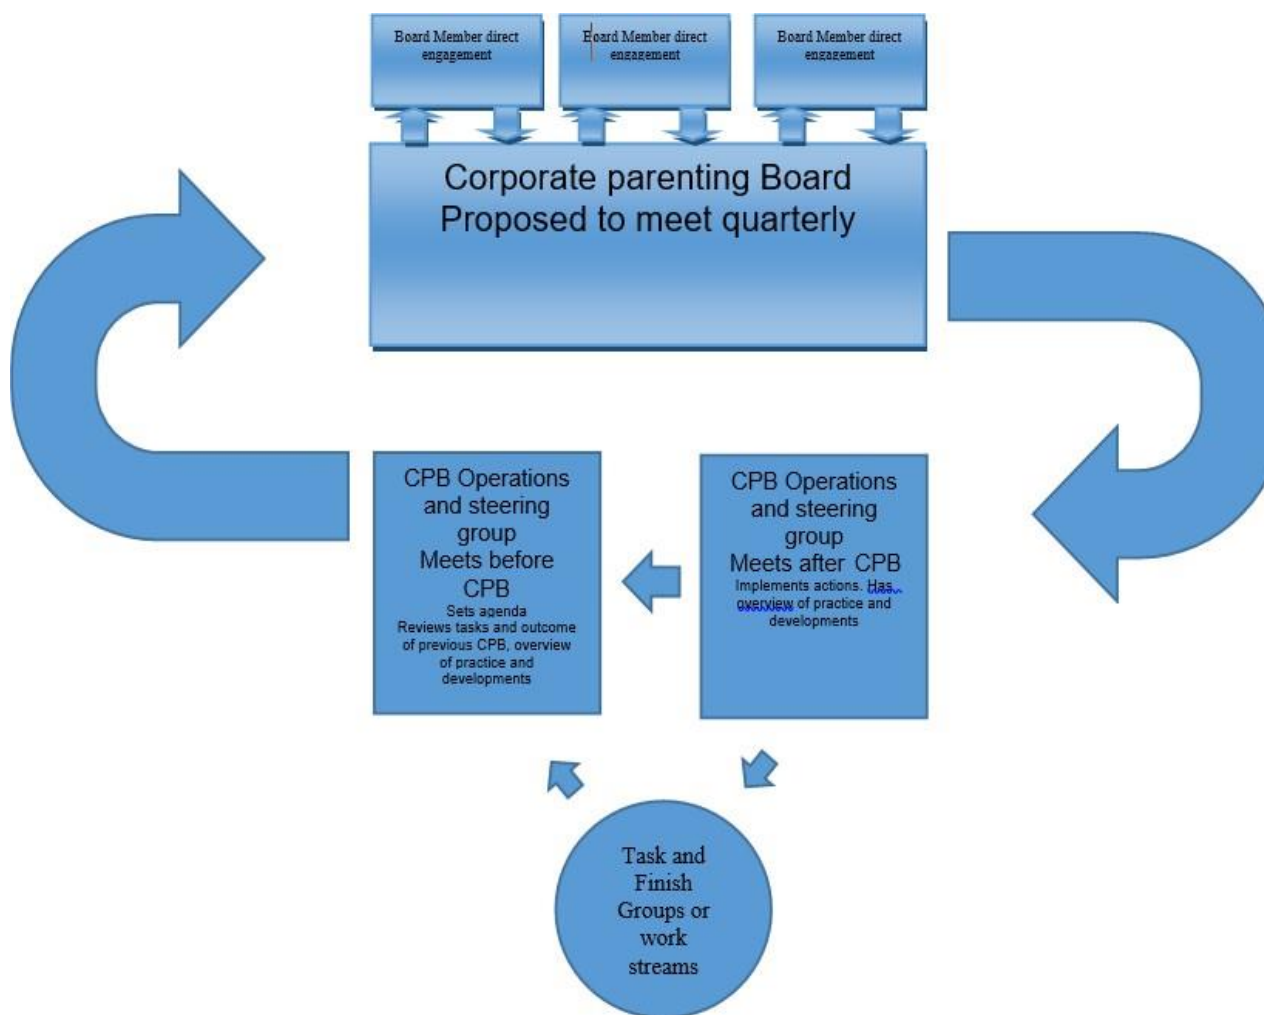 Board Member direct
engagement
Board Member direct
engagement
Board Member direct
engagement
Corporate parenting Board
Proposed to meet quarterly
CPB Operations
and steering
group
Meets before
CPB
Sets agenda
Reviews tasks and outcome
of previous CPB, overview
of practice and
developments
CPB Operations
and steering
group
Meets after CPB
Implements actions. Has
overview of practice and
developments
Task and
Finish
Groups or
work
streams